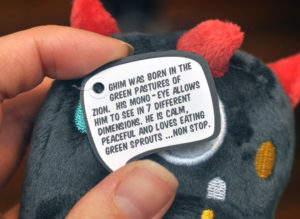 GHIM WAS BORN IN THE
GREEN PASTURES OF
ZION. HIS MONO-EYE ALLOWS
HIM TO SEE IN 7 DIFFERENT
DIMENSIONS. HE IS CALM,
PEACEFUL AND LOVES EATING
GREEN SPROUTS ...NON STOP.